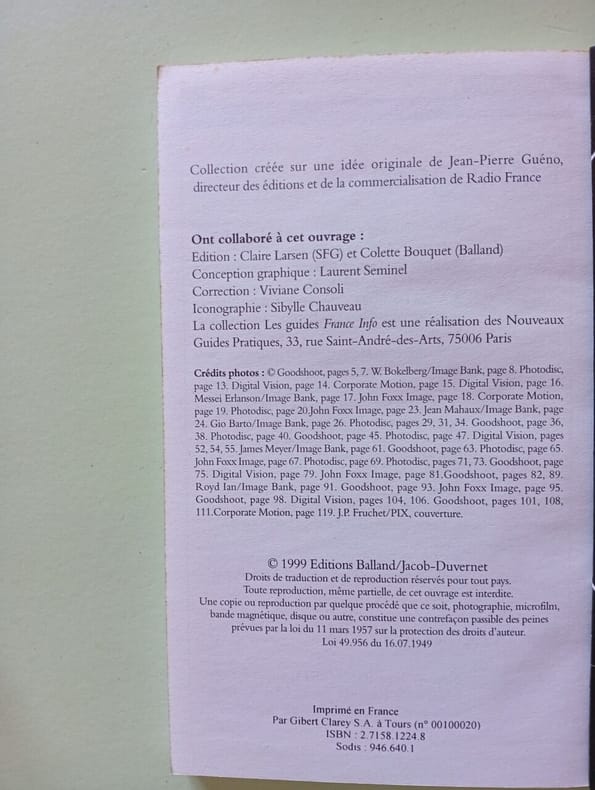 Collection créée sur une idée originale de Jean-Pierre Guéno,
directeur des éditions et de la commercialisation de Radio France
Ont collaboré à cet ouvrage :
Edition : Claire Larsen (SFG) et Colette Bouquet (Balland)
Conception graphique : Laurent Seminel
Correction : Viviane Consoli
Iconographie : Sibylle Chauveau
La collection Les guides France Info est une réalisation des Nouveaux
Guides Pratiques, 33, rue Saint-André-des-Arts, 75006 Paris
Crédits photos : © Goodshoot, pages 5, 7. W. Bokelberg/Image Bank, page 8. Photodisc,
page 13. Digital Vision, page 14. Corporate Motion, page 15. Digital Vision, page 16.
Messei Erlanson/Image Bank, page 17. John Foxx Image, page 18. Corporate Motion,
page 19. Photodisc, page 20.John Foxx Image, page 23. Jean Mahaux/Image Bank, page
24. Gio Barto/Image Bank, page 26. Photodisc, pages 29, 31, 34. Goodshoot, page 36,
38. Photodisc, page 40. Goodshoot, page 45. Photodisc, page 47. Digital Vision, pages
52, 54, 55. James Meyer/Image Bank, page 61. Goodshoot, page 63. Photodisc, page 65.
John Foxx Image, page 67. Photodisc, page 69. Photodisc, pages 71, 73. Goodshoot, page
75. Digital Vision, page 79. John Foxx Image, page 81.Goodshoot, pages 82, 89.
Royd Ian/Image Bank, page 91. Goodshoot, page 93. John Foxx Image, page 95.
Goodshoot, page 98. Digital Vision, pages 104, 106. Goodshoot, pages 101, 108,
111.Corporate Motion, page 119. J.P. Fruchet/PIX, couverture.
© 1999 Editions Balland/Jacob-Duvernet
Droits de traduction et de reproduction réservés pour tout pays.
Toute reproduction, même partielle, de cet ouvrage est interdite.
Une copie ou reproduction par quelque procédé que ce soit, photographie, microfilm,
bande magnétique, disque ou autre, constitue une contrefaçon passible des peines
prévues par la loi du 11 mars 1957 sur la protection des droits d'auteur.
Loi 49.956 du 16.07.1949
Imprimé en France
Par Gibert Clarey S.A. à Tours (n° 00100020)
ISBN : 2.7158.1224.8
Sodis : 946.640.1